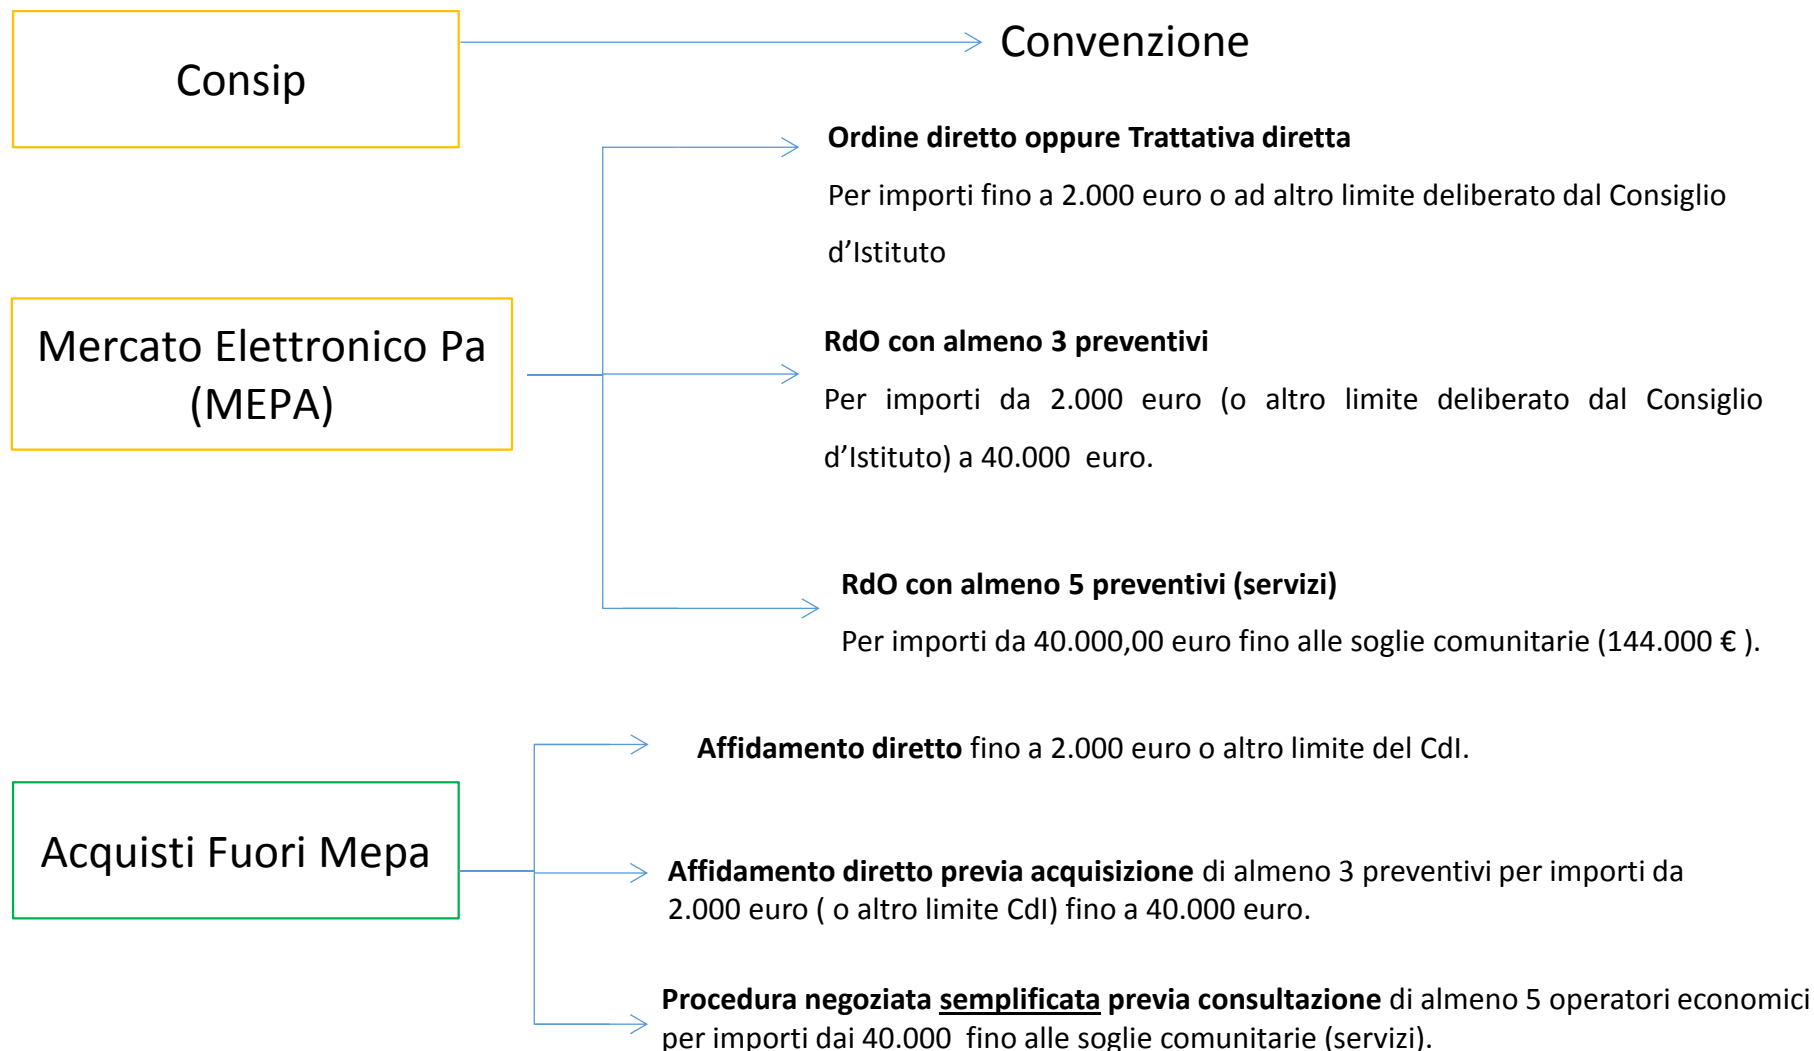 Consip
Convenzione
Ordine diretto oppure Trattativa diretta
Per importi fino a 2.000 euro o ad altro limite deliberato dal Consiglio
d’Istituto
Mercato Elettronico Pa
(MEPA)
RdO con almeno 3 preventivi
Per importi da 2.000 euro (o altro limite deliberato dal Consiglio
d’Istituto) a 40.000 euro.
RdO con almeno 5 preventivi (servizi)
Per importi da 40.000,00 euro fino alle soglie comunitarie (144.000 € ).
Acquisti Fuori Mepa
Affidamento diretto fino a 2.000 euro o altro limite del CdI.
Affidamento diretto previa acquisizione di almeno 3 preventivi per importi da
2.000 euro ( o altro limite CdI) fino a 40.000 euro.
Procedura negoziata semplificata previa consultazione di almeno 5 operatori economici
per importi dai 40.000 fino alle soglie comunitarie (servizi).